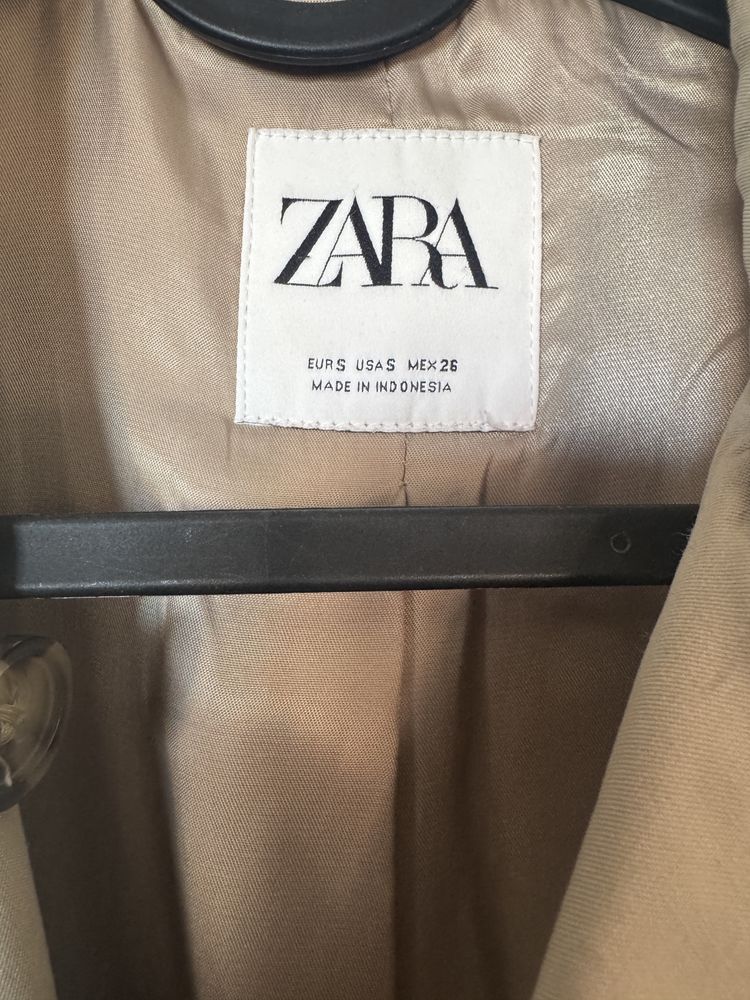 ZARA
EUR S USA S MEX 26
MADE IN INDONESIA